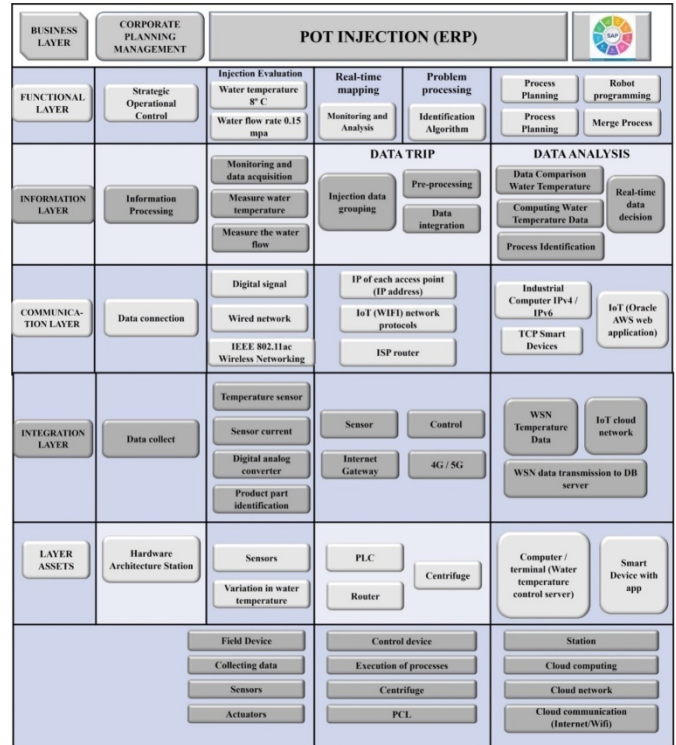 BUSINESS
LAYER
CORPORATE
PLANNING
MANAGEMENT
POT INJECTION (ERP)
SAP
FUNCTIONAL
LAYER
Strategic
Operational
Control
Injection Evaluation
Water temperature
8º C
Water flow rate 0.15
mpa
Real-time
mapping
Monitoring and
Analysis
Problem
processing
Identification
Algorithm
Process
Planning
Robot
programming
Process
Planning
Merge Process
INFORMATION
LAYER
Information
Processing
Monitoring and
data acquisition
Measure water
temperature
Measure the water
flow
DATA TRIP
Injection data
grouping
Pre-processing
Data
integration
DATA ANALYSIS
Data Comparison
Water Temperature
Computing Water
Temperature Data
Process Identification
Real-time
data
decision
COMMUNICA-
TION LAYER
Data connection
Digital signal
Wired network
IEEE 802.11ac
Wireless Networking
IP of each access point
(IP address)
IoT (WIFI) network
protocols
ISP router
Industrial
Computer IPv4 /
IPv6
TCP Smart
Devices
IoT (Oracle
AWS web
application)
INTEGRATION
LAYER
Data collect
Temperature sensor
Sensor current
Digital analog
converter
Product part
identification
Sensor
Control
Internet
Gateway
4G / 5G
WSN
Temperature
Data
IoT cloud
network
WSN data transmission to DB
server
LAYER
ASSETS
Hardware
Architecture Station
Sensors
Variation in water
temperature
PLC
Router
Centrifuge
Computer /
terminal (Water
temperature
control server)
Smart
Device with
app
Field Device
Control device
Station
Collecting data
Execution of processes
Cloud computing
Sensors
Centrifuge
Cloud network
Actuators
PCL
Cloud communication
(Internet/Wifi)